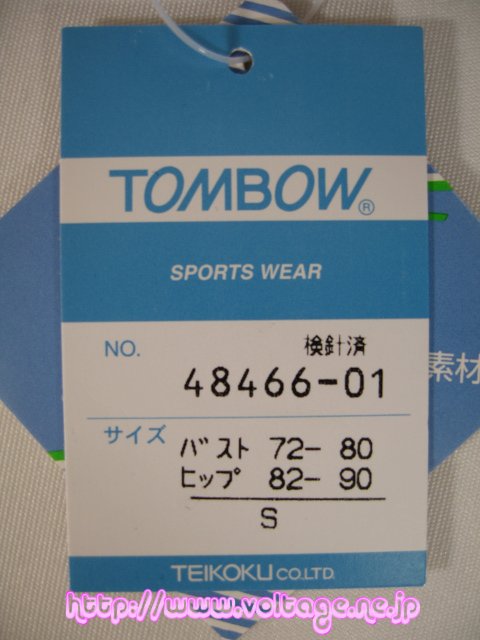 TOMBOW®
SPORTS WEAR
NO. 検針済
48466-01
サイズ バスト 72- 80
ヒップ 82- 90
S
素材
TEIKOKU CO.LTD.
http://www.voltage.ne.jp